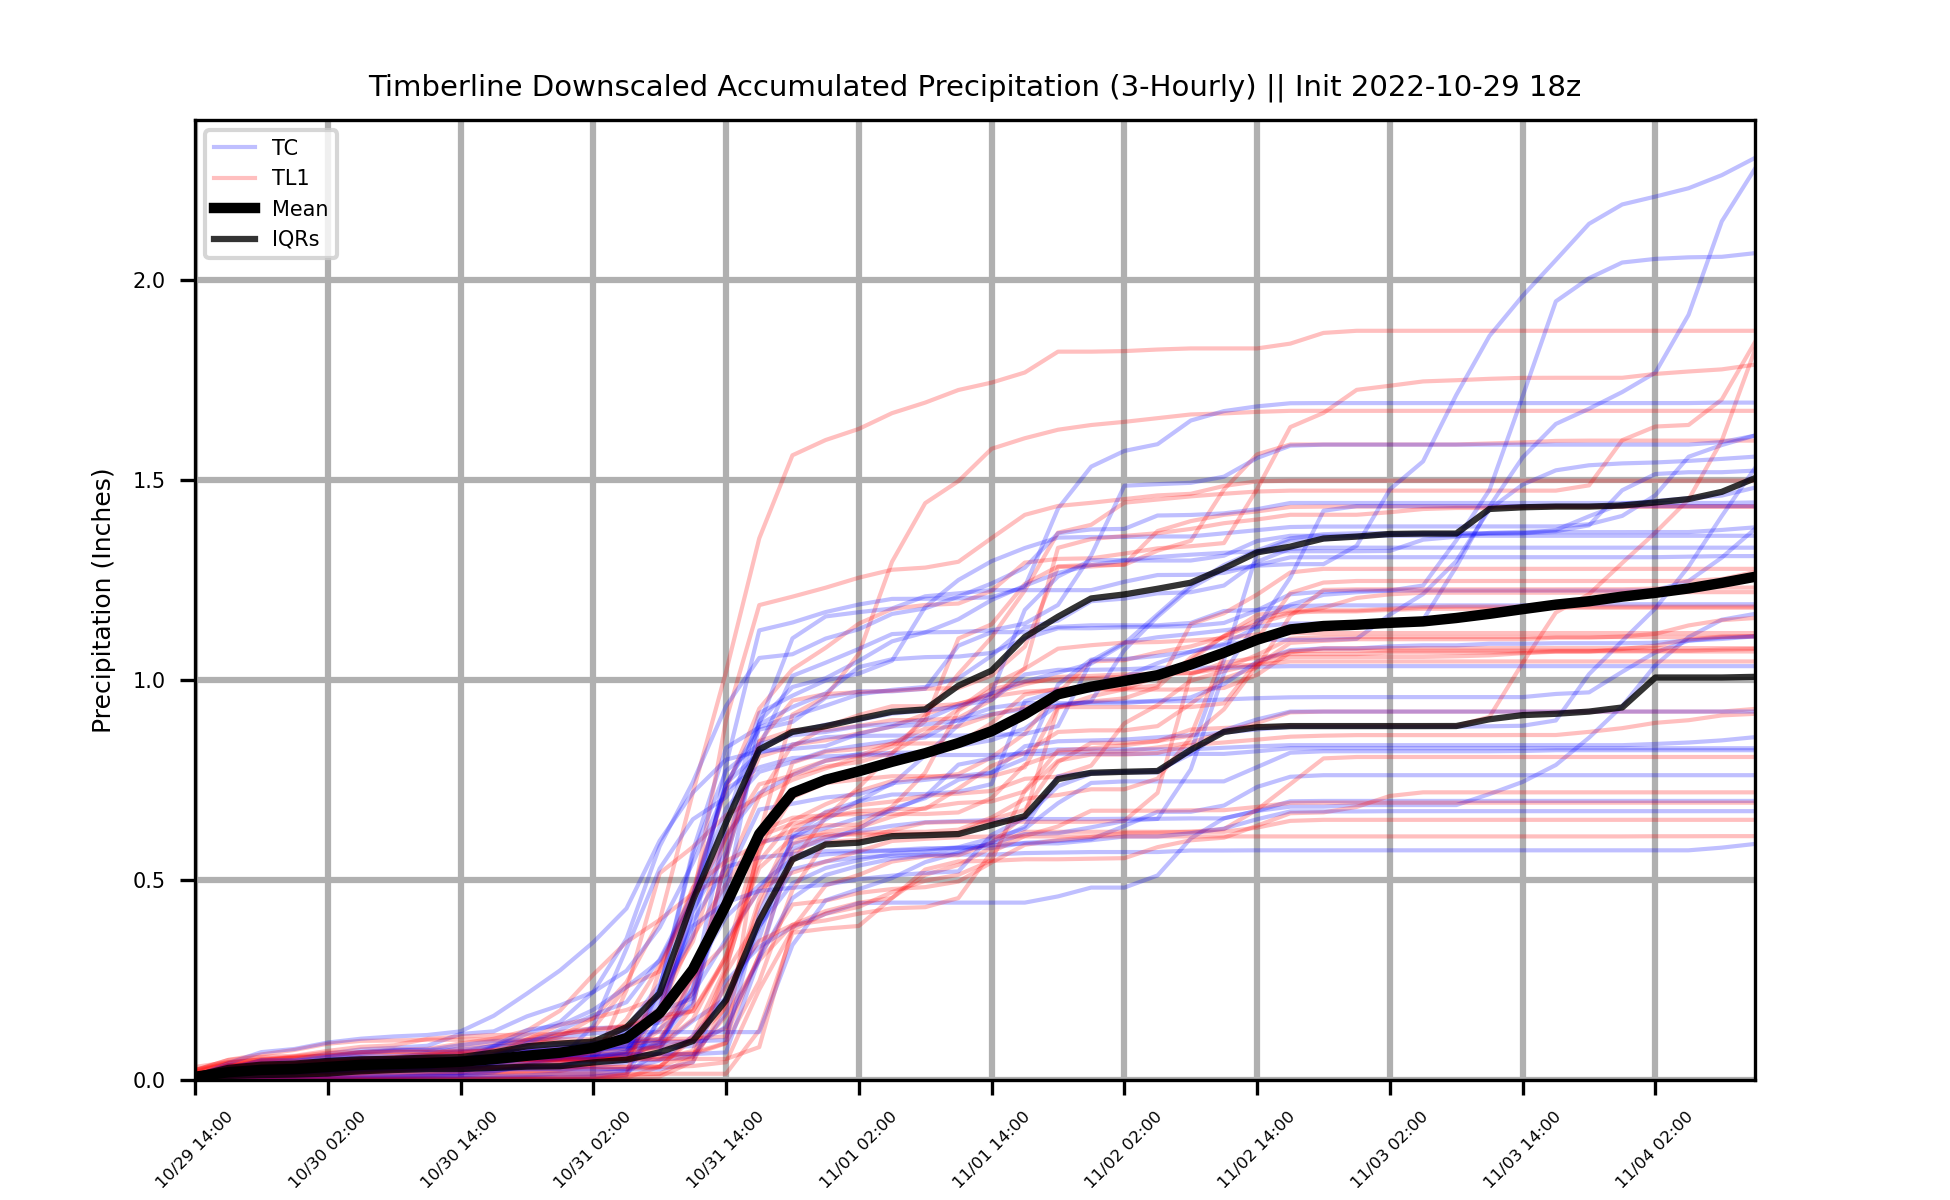 Timberline Downscaled Accumulated Precipitation (3-Hourly) || Init 2022-10-29 18z
TC
TL1
Mean
IQRs
Precipitation (Inches)
2.0
1.5
1.0
0.5
0.0
10/29 14:00
10/30 02:00
10/30 14:00
10/31 02:00
10/31 14:00
11/01 02:00
11/01 14:00
11/02 02:00
11/02 14:00
11/03 02:00
11/03 14:00
11/04 02:00